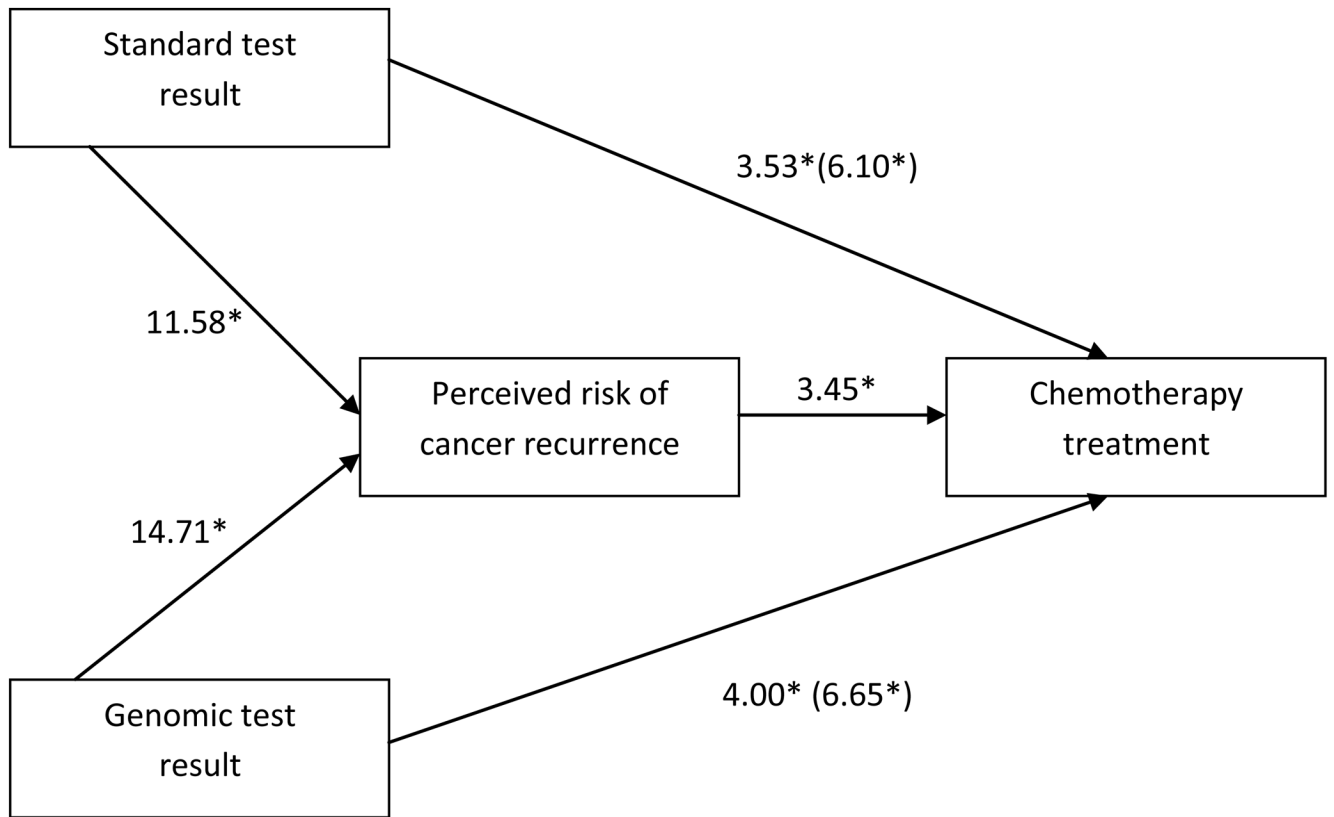 Standard test
result
3.53*(6.10*)
11.58*
Perceived risk of
cancer recurrence
3.45*
Chemotherapy
treatment
14.71*
4.00* (6.65*)
Genomic test
result